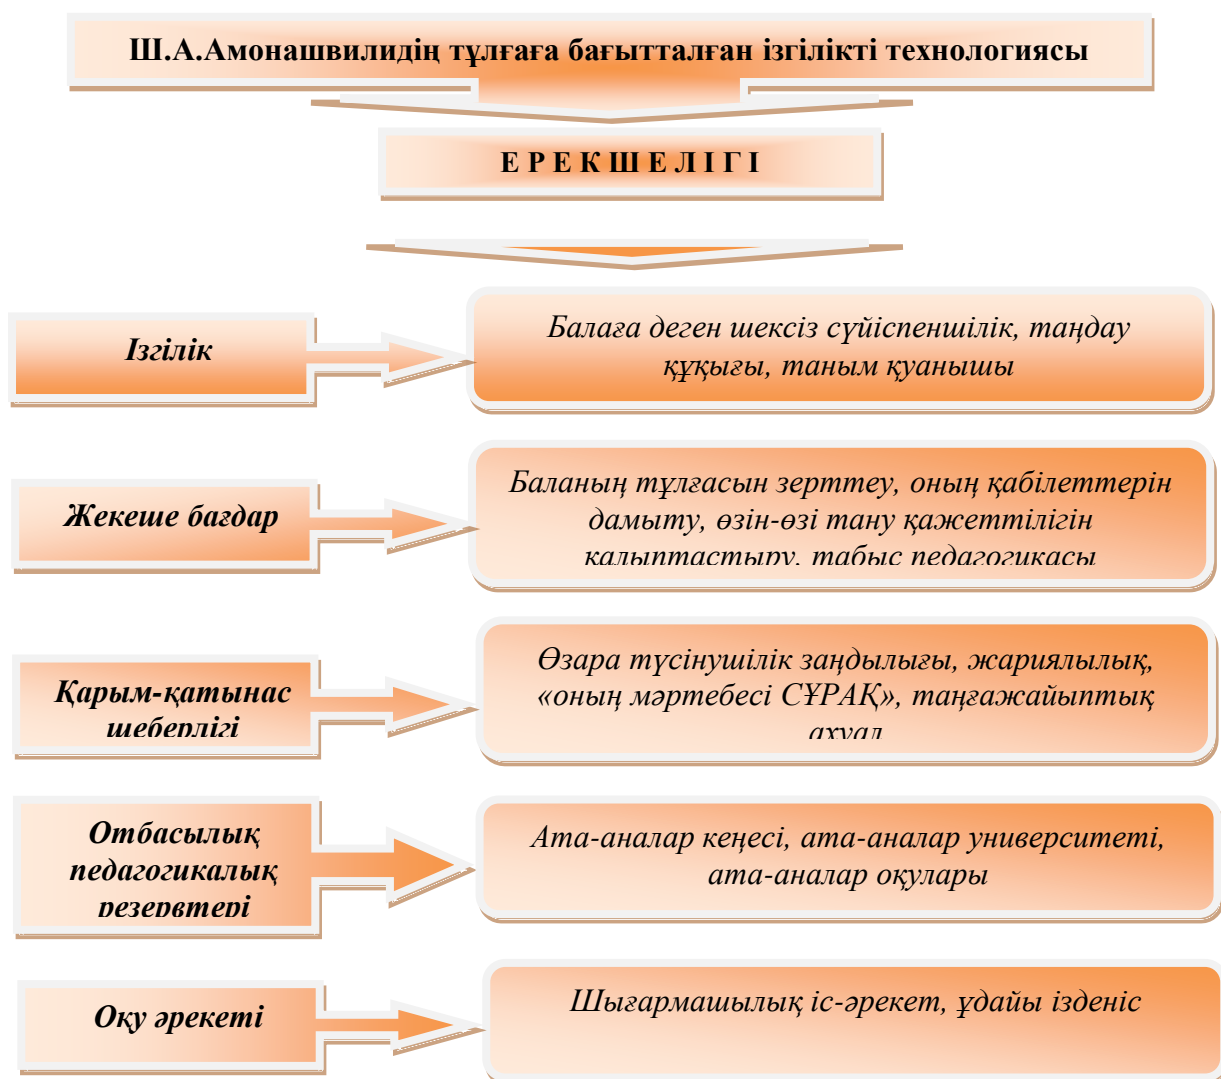 Ш.А.Амонашвилидің тұлғаға бағытталған ізгілікті технологиясы
Е Р Е К Ш Е Л І Г І
Ізгілік
Балаға деген шексіз сүйіспеншілік, таңдау
құқығы, таным қуанышы
Жекеше бағдар
Баланың тұлғасын зерттеу, оның қабілеттерін
дамыту, өзін-өзі тану қажеттілігін
қалыптастыру, табыс педагогикасы
Қарым-қатынас
шеберлігі
Өзара түсінушілік заңдылығы, жариялылық,
«оның мәртебесі СҰРАҚ», таңғажайыптық
ахуал
Отбасылық
педагогикалық
резервтері
Ата-аналар кеңесі, ата-аналар университеті,
ата-аналар оқулары
Оқу әрекеті
Шығармашылық іс-әрекет, ұдайы ізденіс